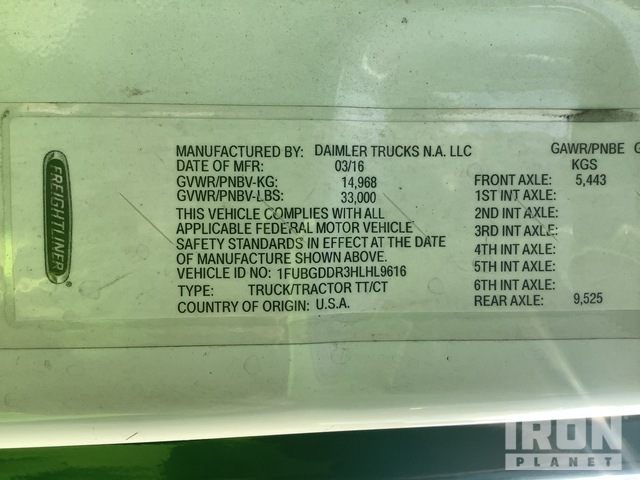 FREIGHTLINER
MANUFACTURED BY: DAIMLER TRUCKS N.A. LLC
DATE OF MFR: 03/16
GVWR/PNBV-KG: 14,968
GVWR/PNBV-LBS: 33,000
THIS VEHICLE COMPLIES WITH ALL
APPLICABLE FEDERAL MOTOR VEHICLE
SAFETY STANDARDS IN EFFECT AT THE DATE
OF MANUFACTURE SHOWN ABOVE.
VEHICLE ID NO: 1FUBGDDR3HLHL9616
TYPE: TRUCK/TRACTOR TT/CT
COUNTRY OF ORIGIN: U.S.A.
GAWR/PNBE
KGS
FRONT AXLE: 5,443
1ST INT AXLE:
2ND INT AXLE:
3RD INT AXLE:
4TH INT AXLE:
5TH INT AXLE:
6TH INT AXLE:
REAR AXLE: 9,525
IRON
PLANET